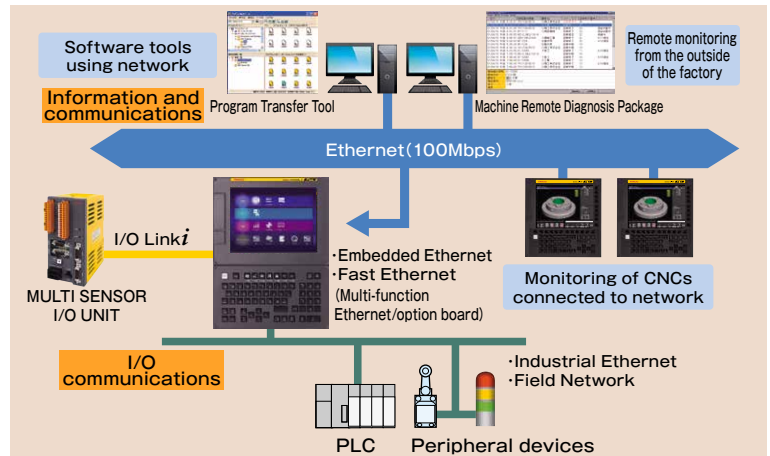 Software tools
using network
Information and
communications
Program Transfer Tool
Machine Remote Diagnosis Package
Remote monitoring
from the outside
of the factory
Ethernet(100Mbps)
I/O Link i
MULTI SENSOR
I/O UNIT
・Embedded Ethernet
・Fast Ethernet
(Multi-function
Ethernet/option board)
Monitoring of CNCs
connected to network
I/O
communications
・Industrial Ethernet
・Field Network
PLC
Peripheral devices